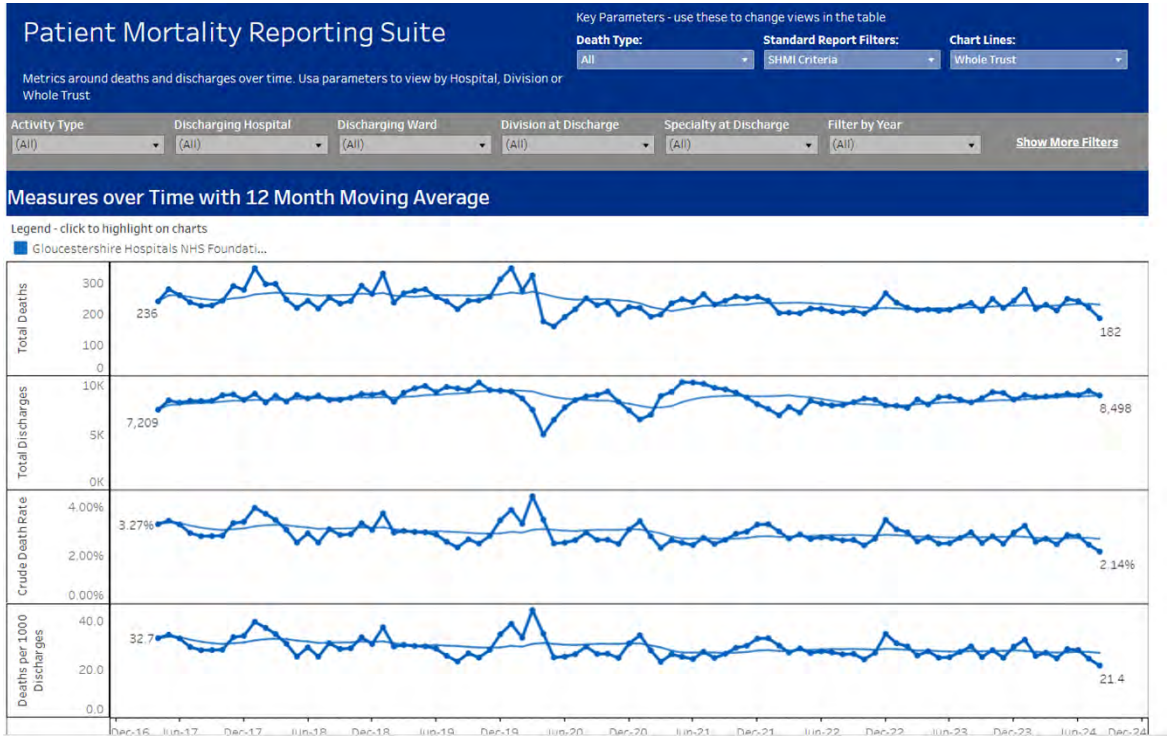 Patient Mortality Reporting Suite
Metrics around deaths and discharges over time. Usa parameters to view by Hospital, Division or
Whole Trust
Key Parameters - use these to change views in the table
Death Type: Standard Report Filters: Chart Lines:
All SHMI Criteria Whole Trust
Activity Type Discharging Hospital Discharging Ward Division at Discharge Specialty at Discharge Filter by Year
(All) (All) (All) (All) (All) (All) Show More Filters
Measures over Time with 12 Month Moving Average
Legend - click to highlight on charts
Gloucestershire Hospitals NHS Foundati...
Total Deaths
300
200
100
0
236
182
Total Discharges
10K
5K
0K
7,209
8,498
Crude Death Rate
4.00%
2.00%
0.00%
3.27%
2.14%
Deaths per 1000
Discharges
40.0
20.0
0.0
32.7
21.4
Dec-16 Jun-17 Dec-17 Jun-18 Dec-18 Jun-19 Dec-19 Jun-20 Dec-20 Jun-21 Dec-21 Jun-22 Dec-22 Jun-23 Dec-23 Jun-24 Dec-24